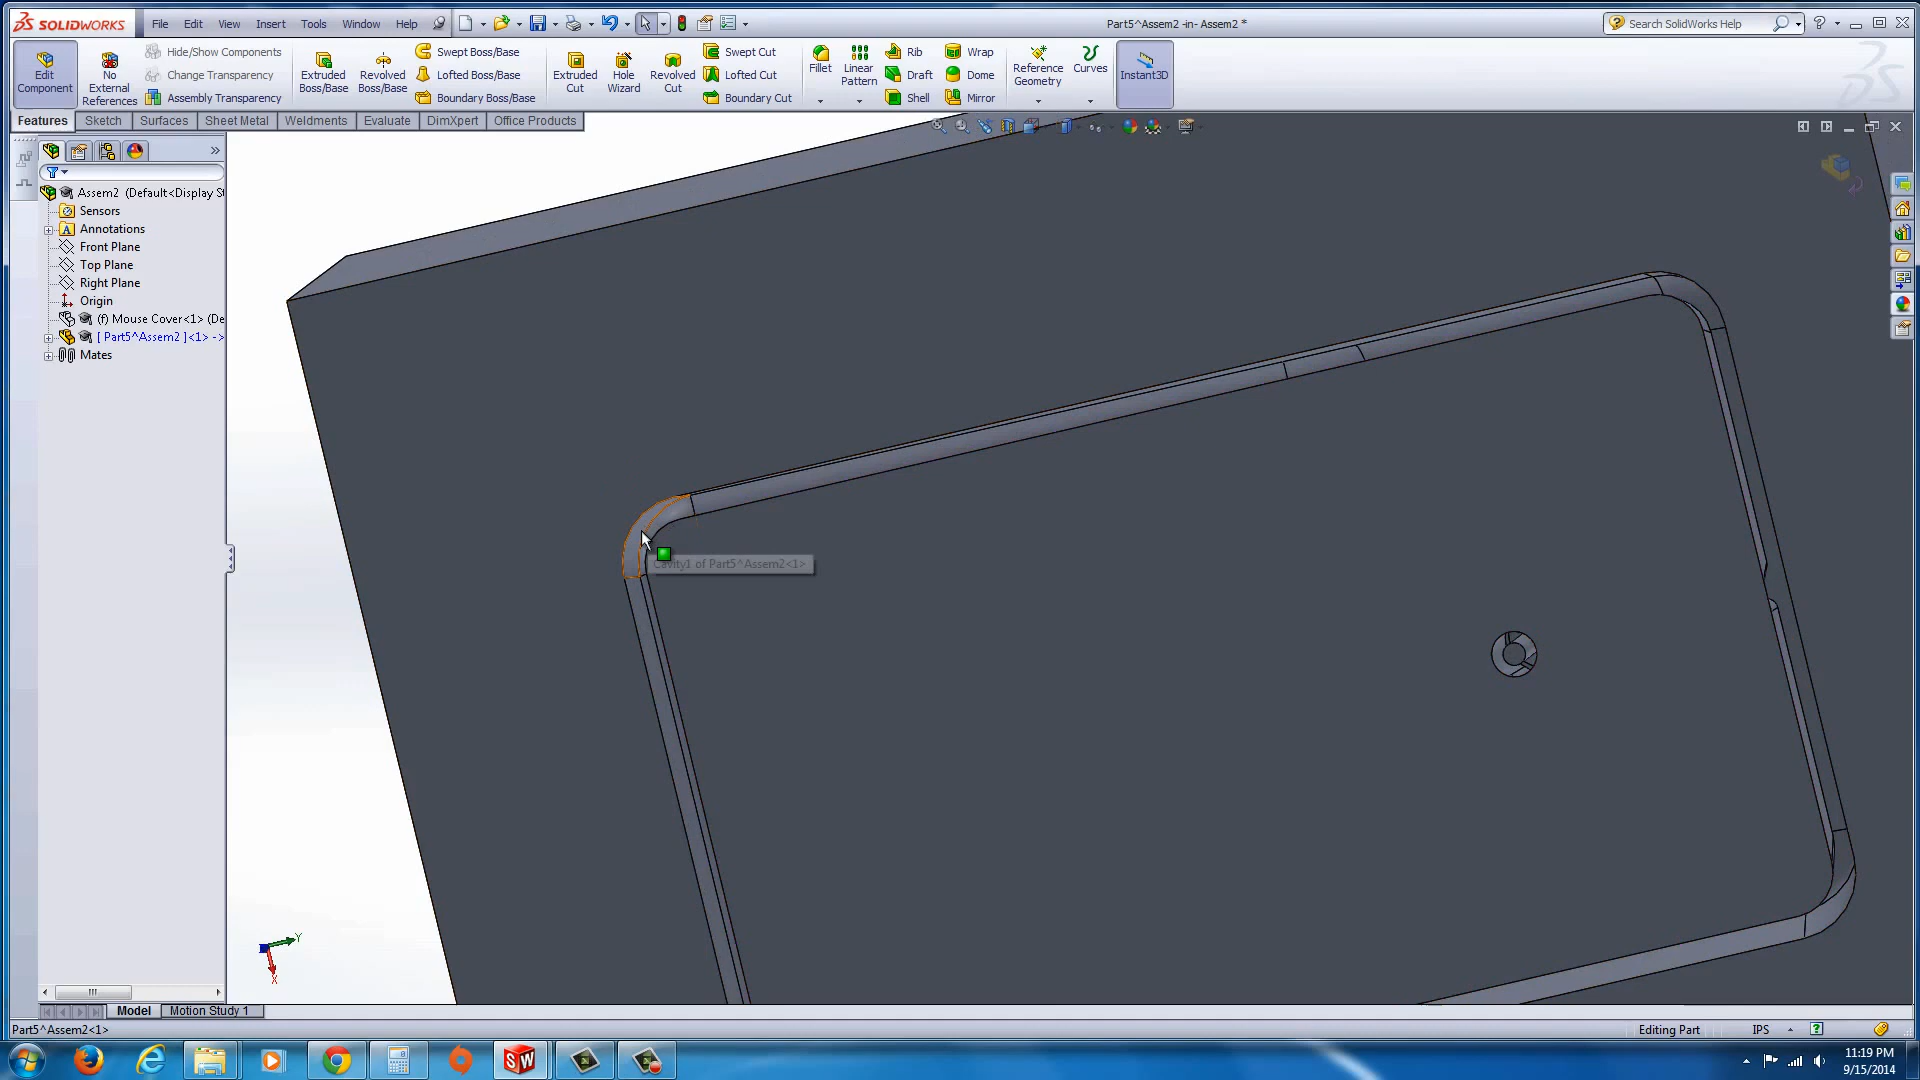 SOLIDWORKS File Edit View Insert Tools Window Help
Part5^Assem2 -in- Assem2 *
Search SolidWorks Help
Edit Component
No External References
Hide/Show Components
Change Transparency
Assembly Transparency
Extruded Boss/Base
Revolved Boss/Base
Swept Boss/Base
Lofted Boss/Base
Boundary Boss/Base
Extruded Cut
Hole Wizard
Revolved Cut
Swept Cut
Lofted Cut
Boundary Cut
Fillet
Linear Pattern
Rib
Draft
Shell
Wrap
Dome
Mirror
Reference Geometry
Curves
Instant3D
Features Sketch Surfaces Sheet Metal Weldments Evaluate DimXpert Office Products
Assem2 (Default<Display St
Sensors
Annotations
Front Plane
Top Plane
Right Plane
Origin
(f) Mouse Cover<1> (De
[ Part5^Assem2 ]<1> ->
Mates
Cavity1 of Part5^Assem2<1>
Y
X
Model Motion Study 1
Part5^Assem2<1>
Editing Part IPS
SW
11:19 PM
9/15/2014